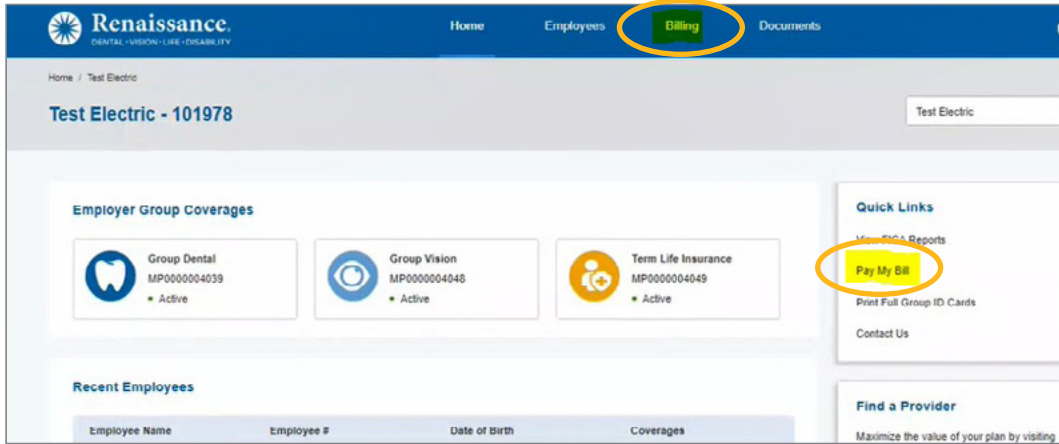 Renaissance.
DENTAL • VISION • LIFE • DISABILITY
Home Employees Billing Documents
Home / Test Electric
Test Electric - 101978
Test Electric
Employer Group Coverages
Group Dental
MP0000004039
• Active
Group Vision
MP0000004048
• Active
Term Life Insurance
MP0000004049
• Active
Quick Links
View FICA Reports
Pay My Bill
Print Full Group ID Cards
Contact Us
Recent Employees
Employee Name Employee # Date of Birth Coverages
Find a Provider
Maximize the value of your plan by visiting